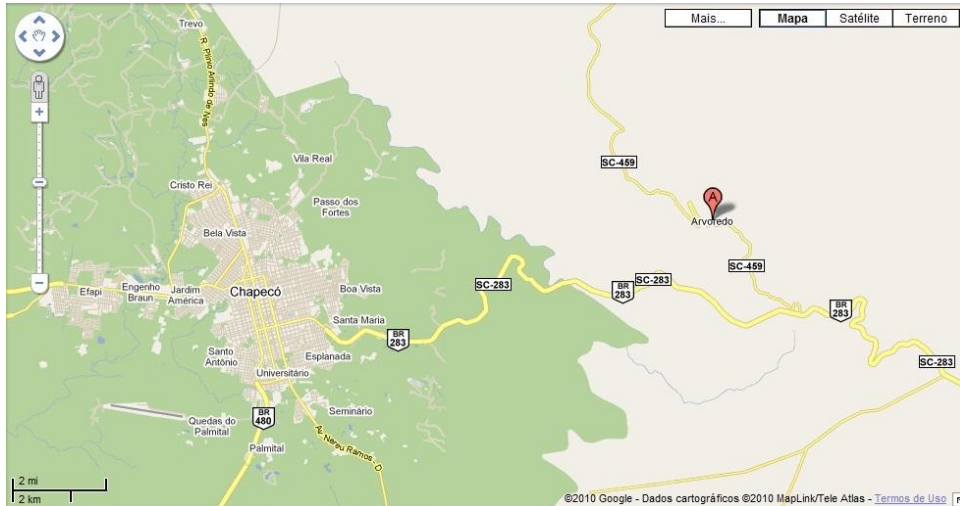 Mais...
Mapa
Satélite
Terreno
Trevo
R. Plínio Arlindo de Nes
Vila Real
SC-459
Cristo Rei
Passo dos
Fortes
A
Arvoredo
Bela Vista
SC-459
SC-283
SC-283
BR
283
Efapi
Engenho
Braun
Jardim
América
Chapecó
Boa Vista
BR
283
Santa Maria
BR
283
Santo
Antônio
Esplanada
SC-283
Universitário
Quedas do
Palmital
BR
480
Seminário
Av. Nereu Ramos - D
Palmital
2 mi
2 km
©2010 Google - Dados cartográficos ©2010 MapLink/Tele Atlas - Termos de Uso